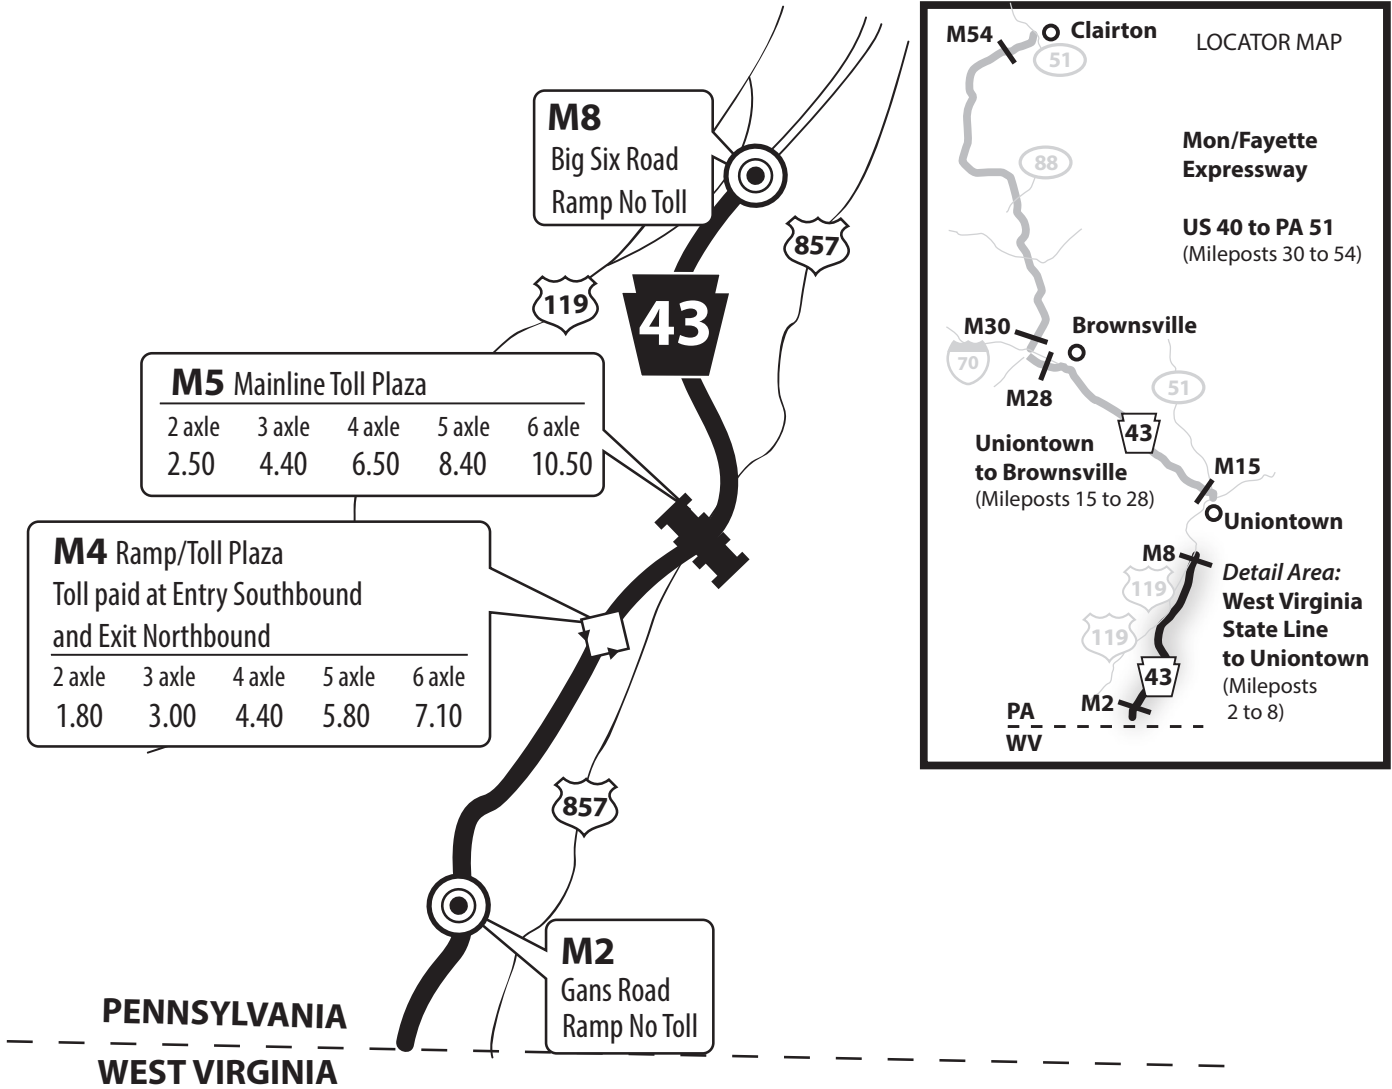 M8
Big Six Road
Ramp No Toll
857
119
43
M5 Mainline Toll Plaza
2 axle 3 axle 4 axle 5 axle 6 axle
2.50 4.40 6.50 8.40 10.50
M4 Ramp/Toll Plaza
Toll paid at Entry Southbound
and Exit Northbound
2 axle 3 axle 4 axle 5 axle 6 axle
1.80 3.00 4.40 5.80 7.10
857
M2
Gans Road
Ramp No Toll
PENNSYLVANIA
WEST VIRGINIA
LOCATOR MAP
M54
Clairton
51
88
Mon/Fayette
Expressway
US 40 to PA 51
(Mileposts 30 to 54)
M30
Brownsville
70
M28
51
43
Uniontown
to Brownsville
(Mileposts 15 to 28)
M15
Uniontown
M8
119
119
Detail Area:
West Virginia
State Line
to Uniontown
(Mileposts
2 to 8)
43
M2
PA
WV